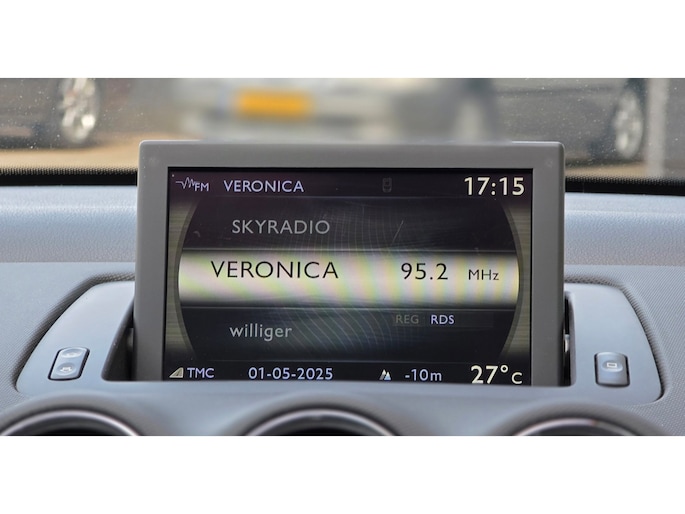 FM VERONICA 17:15
SKYRADIO
VERONICA 95.2 MHz
REG RDS
williger
TMC 01-05-2025 -10m 27°C